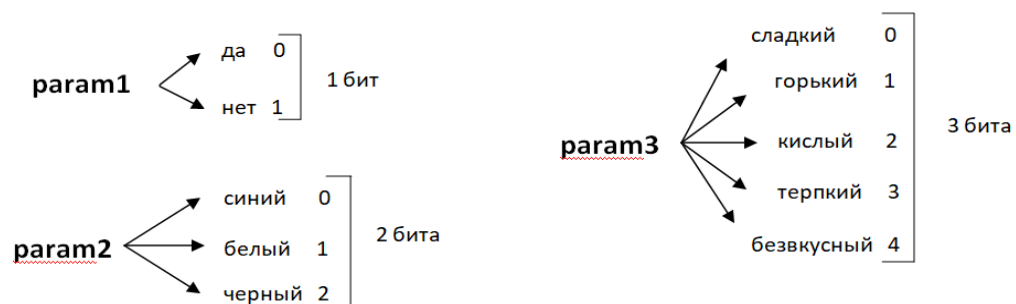 param1
да 0
нет 1
1 бит
param2
синий 0
белый 1
черный 2
2 бита
param3
сладкий 0
горький 1
кислый 2
терпкий 3
безвкусный 4
3 бита